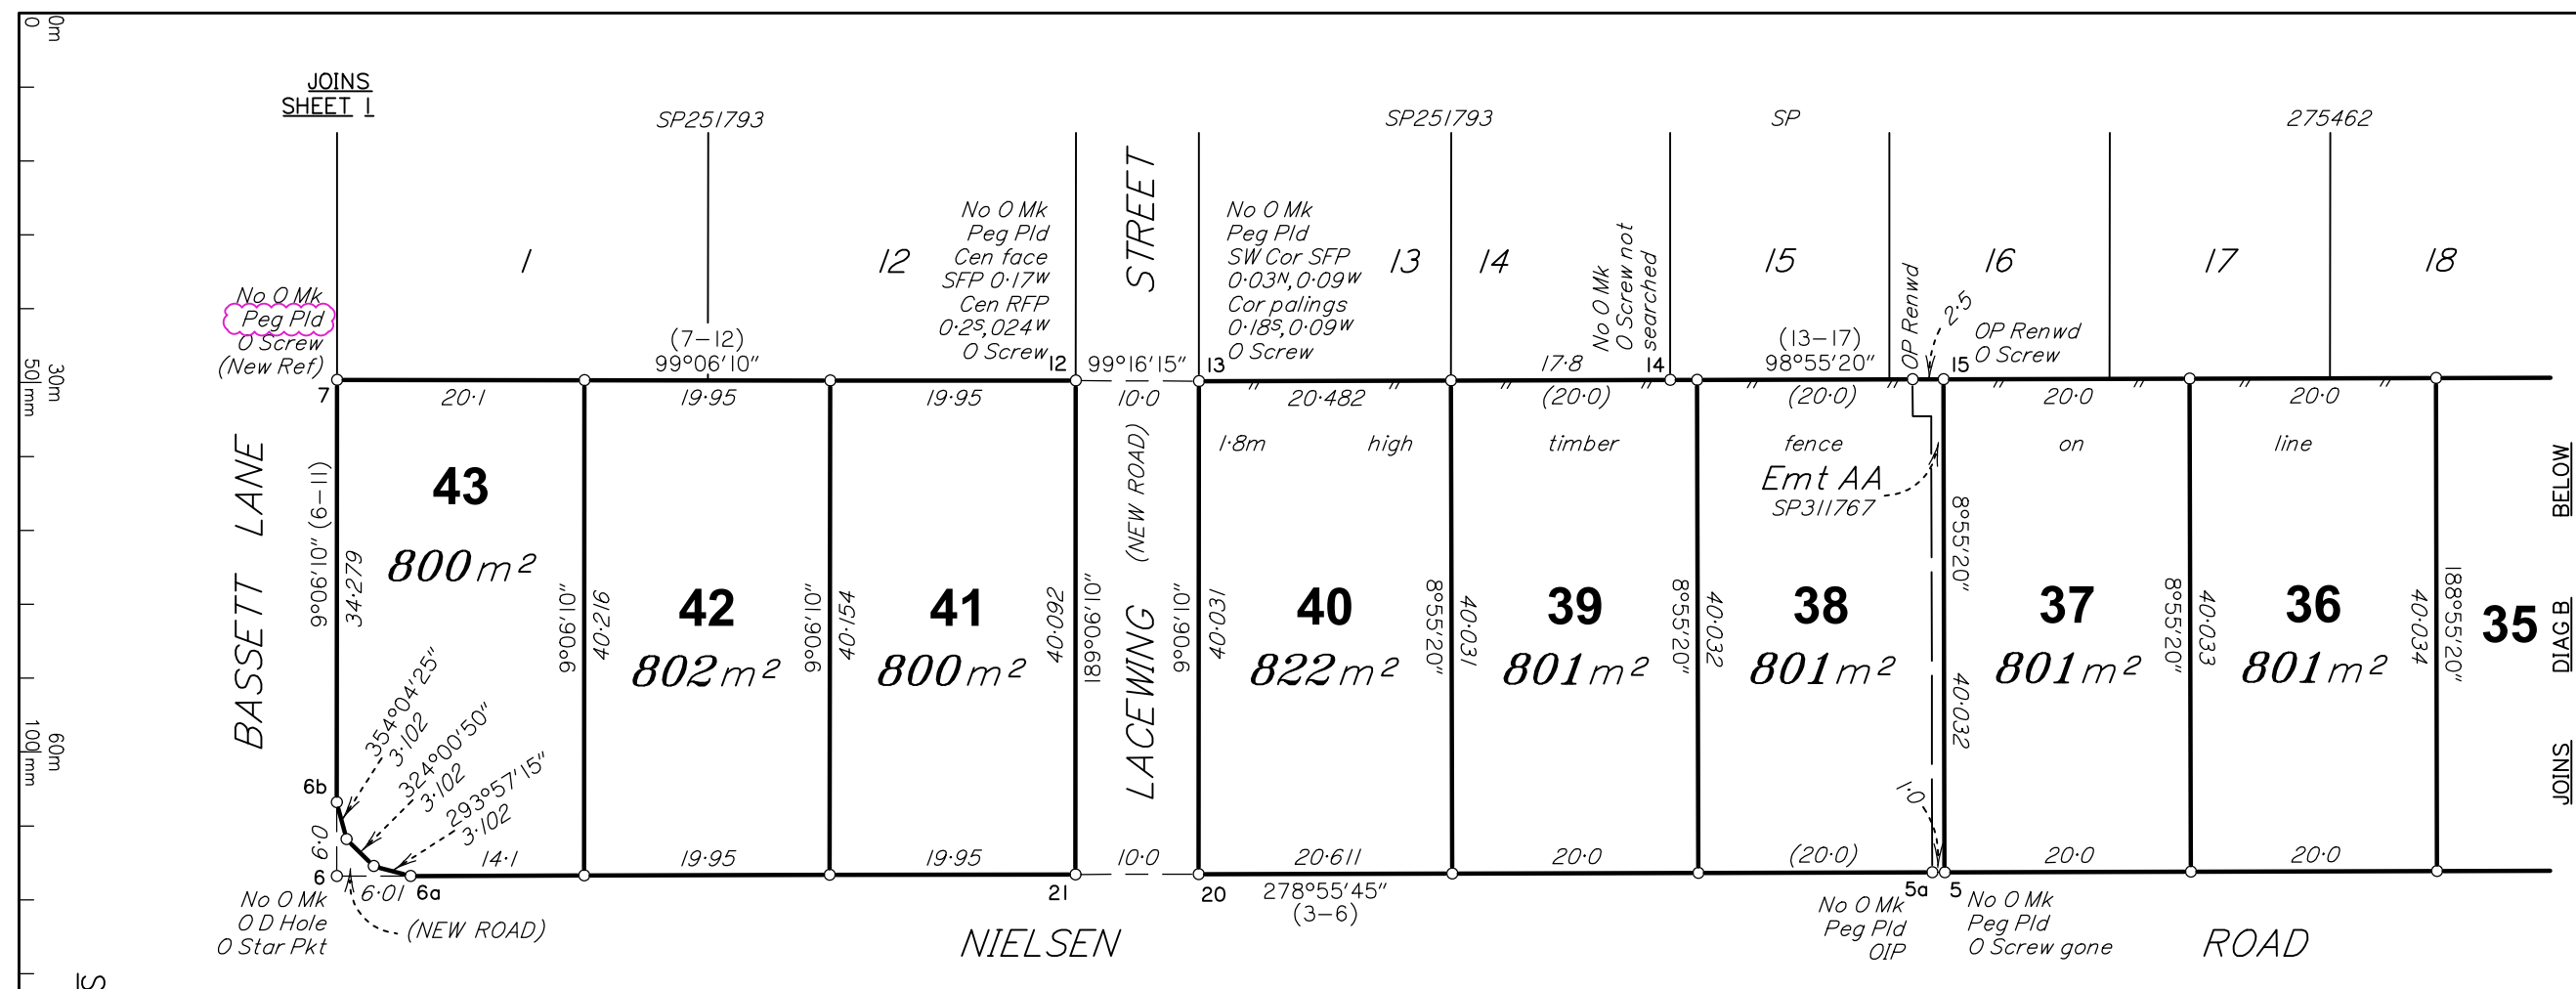 0
0m
JOINS
SHEET 1
SP251793
SP251793
SP
275462
STREET
1
12
13
14
15
16
17
18
No O Mk
Peg Pld
O Screw
(New Ref)
No O Mk
Peg Pld
Cen face
SFP 0·17W
Cen RFP
0·2S,024W
O Screw
No O Mk
Peg Pld
SW Cor SFP
0·03N,0·09W
Cor palings
0·18S,0·09W
O Screw
No O Mk
O Screw not
searched
OP Renwd
2·5
OP Renwd
O Screw
(7-12)
99°06'10"
12
99°16'15"
13
17·8
14
(13-17)
98°55'20"
15
50mm
30m
7
20·1
19·95
19·95
10·0
20·482
(20·0)
(20·0)
20·0
20·0
1·8m high timber fence on line
Emt AA
SP311767
BASSETT LANE
9°06'10" (9-11)
34·279
43
800m²
9°06'10"
40·216
42
802m²
9°06'10"
40·154
41
800m²
40·092
189°06'10"
LACEWING
(NEW ROAD)
9°06'10"
40·031
40
822m²
8°55'20"
40·031
39
801m²
8°55'20"
40·032
38
801m²
8°55'20"
40·032
37
801m²
8°55'20"
40·033
36
801m²
40·034
188°55'20"
35
JOINS DIAG B BELOW
100mm
60m
354°04'25"
3·102
324°00'50"
3·102
293°57'15"
3·102
6b
6·0
6
6·01
6a
14·1
19·95
19·95
21
10·0
20
20·611
278°55'45"
(3-6)
20·0
(20·0)
1·0
5a
5
20·0
20·0
No O Mk
O D Hole
O Star Pkt
(NEW ROAD)
No O Mk
Peg Pld
OIP
No O Mk
Peg Pld
O Screw gone
NIELSEN ROAD
S